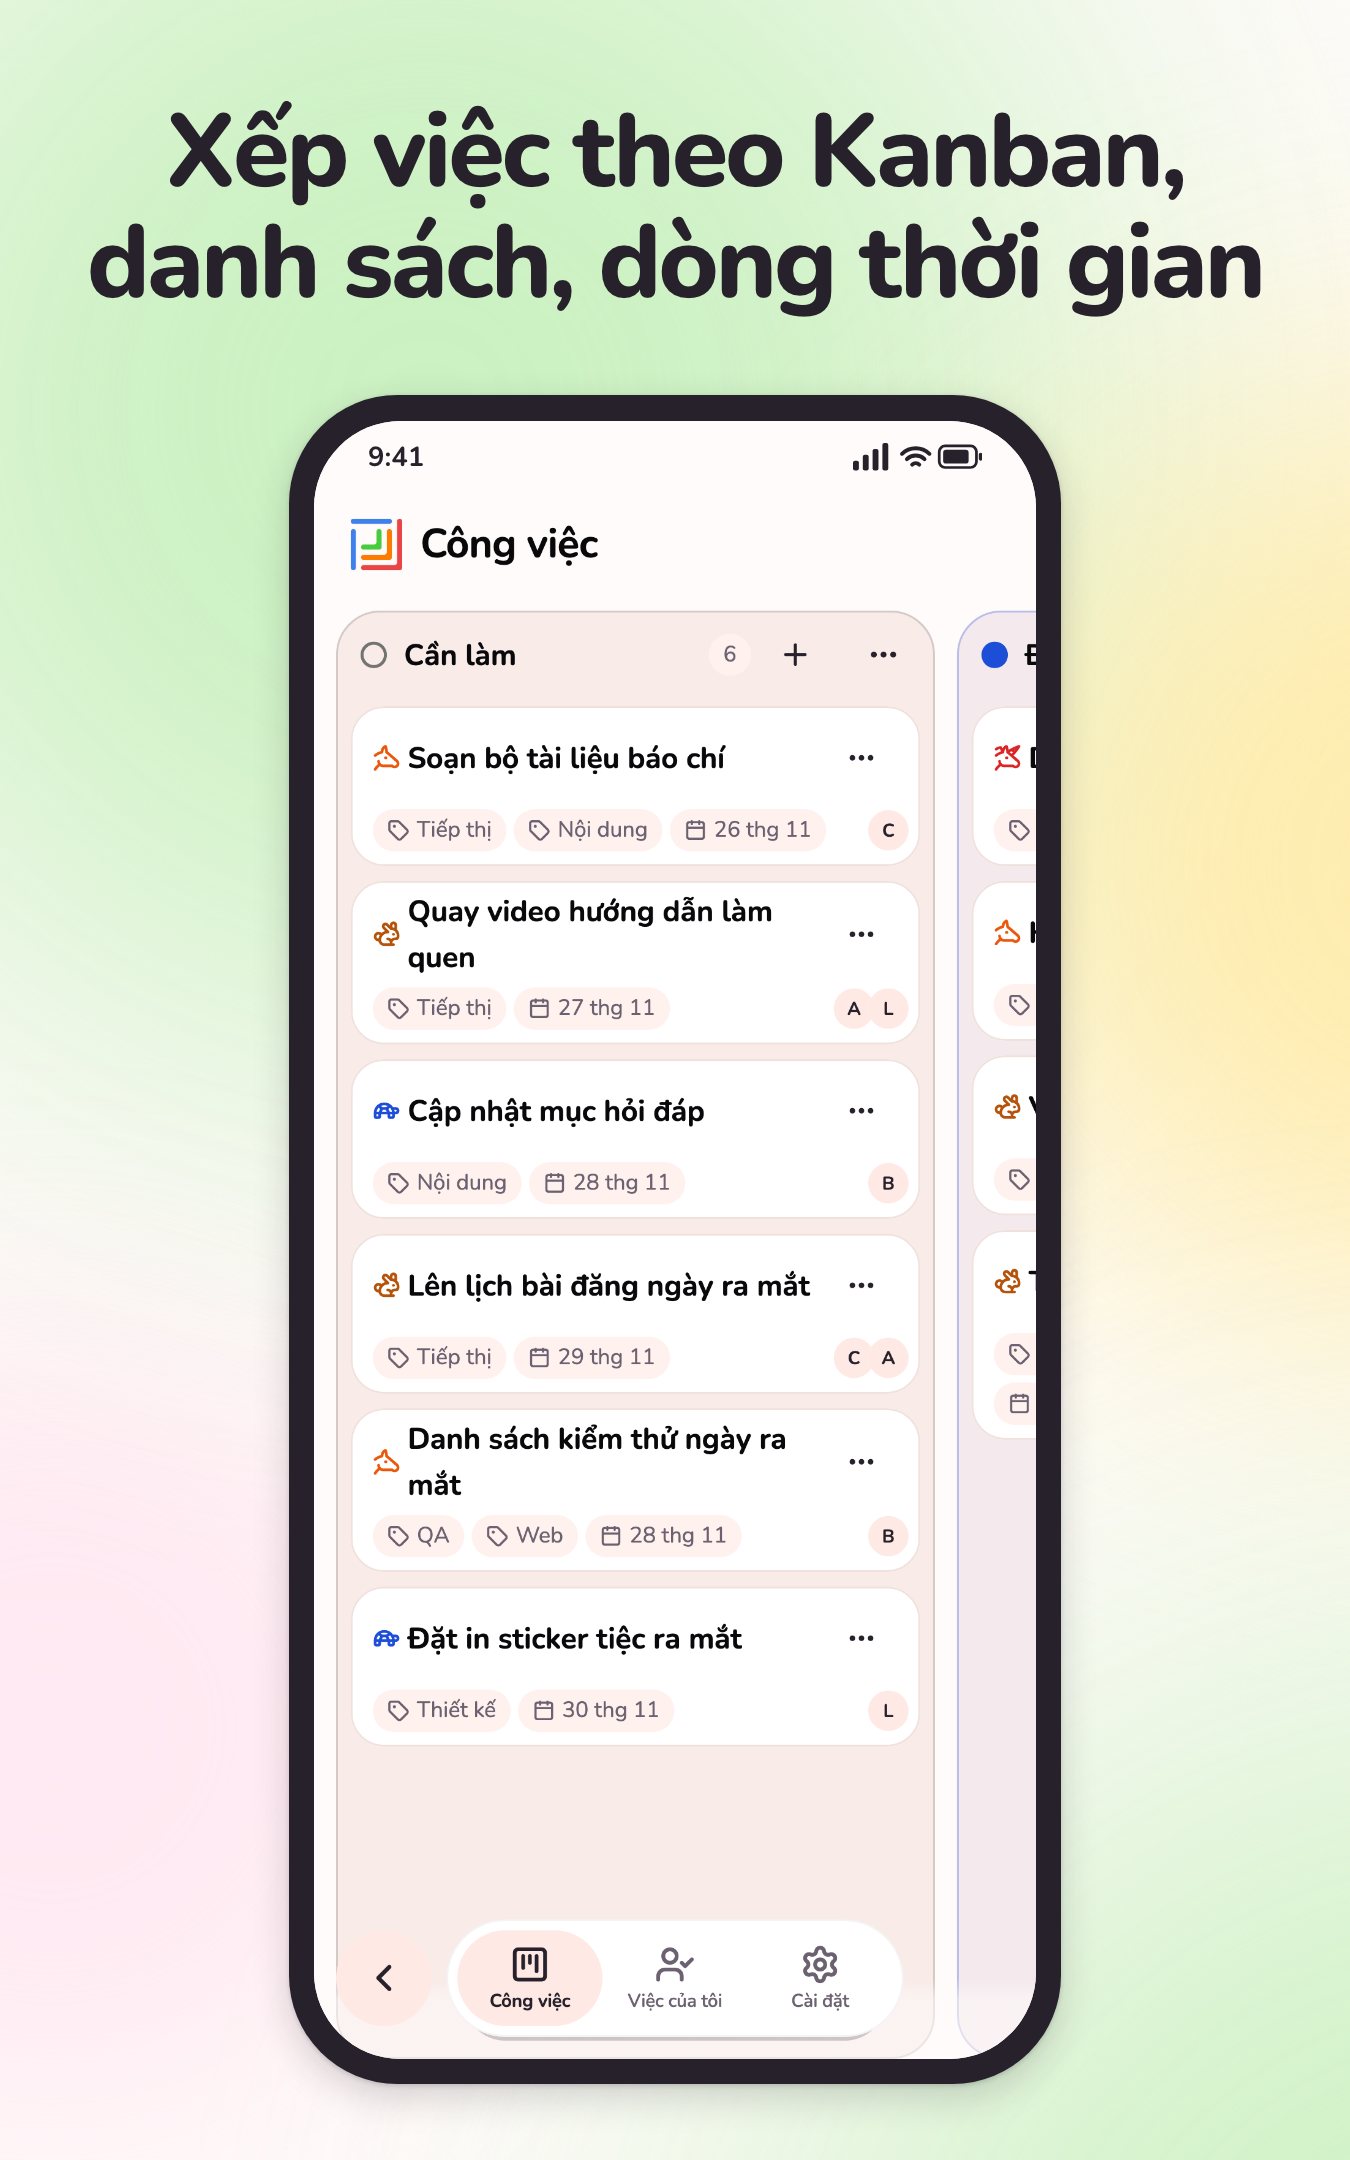 Xếp việc theo Kanban,
danh sách, dòng thời gian
9:41
Công việc
Cần làm
6
Soạn bộ tài liệu báo chí
Tiếp thị
Nội dung
26 thg 11
C
Quay video hướng dẫn làm
quen
Tiếp thị
27 thg 11
A
L
Cập nhật mục hỏi đáp
Nội dung
28 thg 11
B
Lên lịch bài đăng ngày ra mắt
Tiếp thị
29 thg 11
C
A
Danh sách kiểm thử ngày ra
mắt
QA
Web
28 thg 11
B
Đặt in sticker tiệc ra mắt
Thiết kế
30 thg 11
L
Công việc
Việc của tôi
Cài đặt